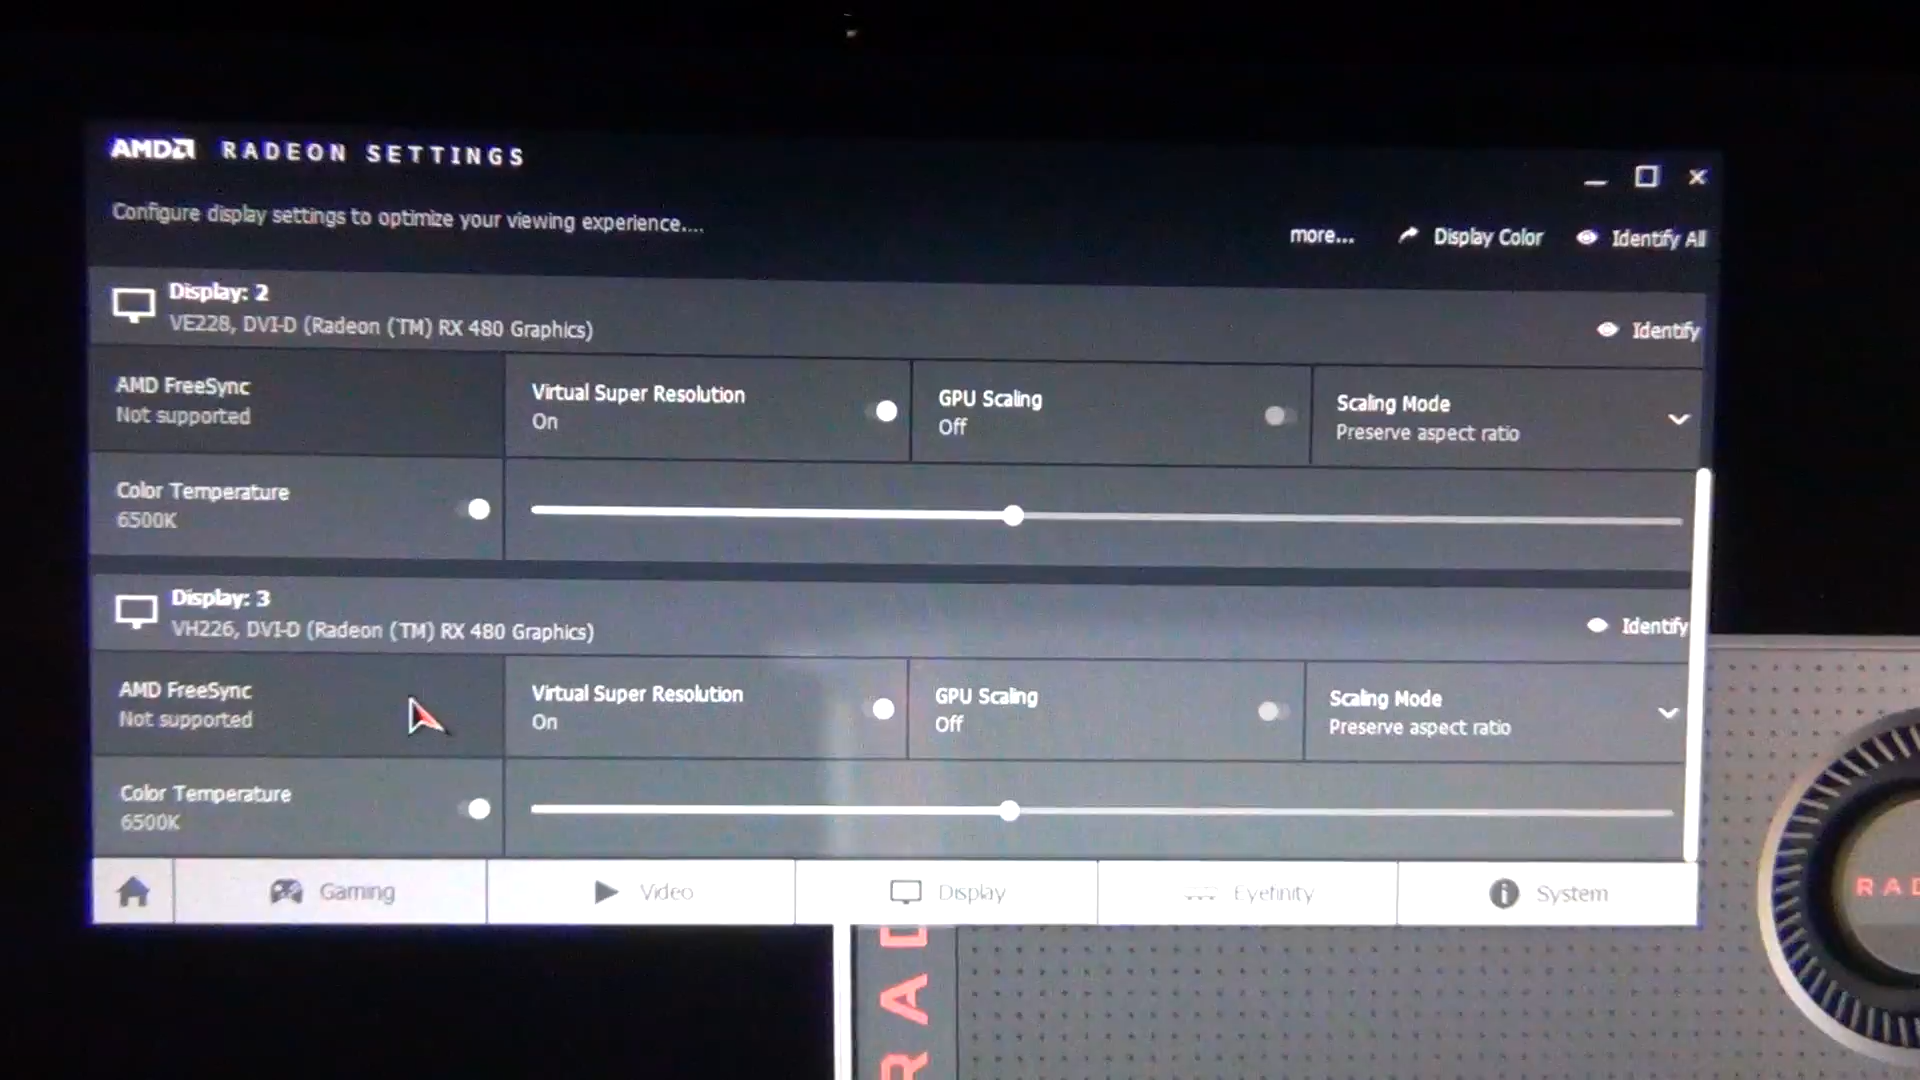 AMD RADEON SETTINGS
Configure display settings to optimize your viewing experience....
more... Display Color Identify All
Display: 2
VE228, DVI-D (Radeon (TM) RX 480 Graphics)
Identify
AMD FreeSync
Not supported
Virtual Super Resolution
On
GPU Scaling
Off
Scaling Mode
Preserve aspect ratio
Color Temperature
6500K
Display: 3
VH226, DVI-D (Radeon (TM) RX 480 Graphics)
Identify
AMD FreeSync
Not supported
Virtual Super Resolution
On
GPU Scaling
Off
Scaling Mode
Preserve aspect ratio
Color Temperature
6500K
Gaming Video Display Eyefinity System
RAD
RAD